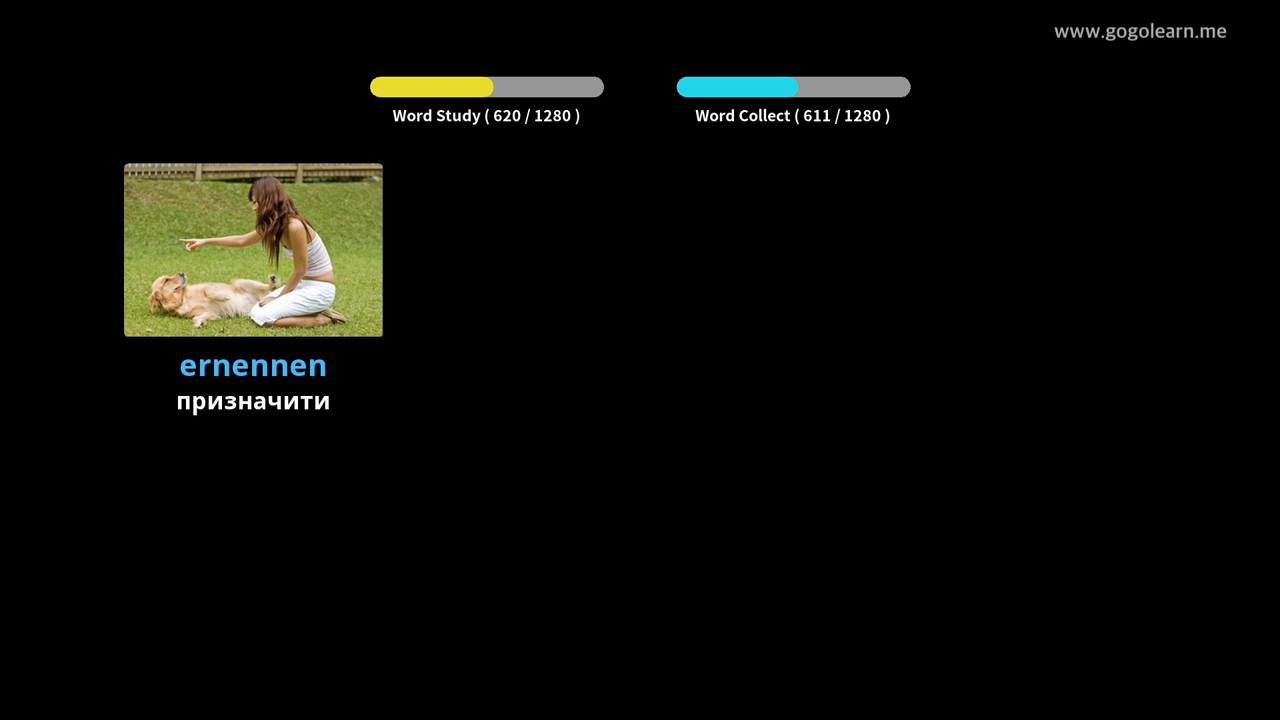 www.gogolearn.me
Word Study ( 620 / 1280 )
Word Collect ( 611 / 1280 )
ernennen
призначити